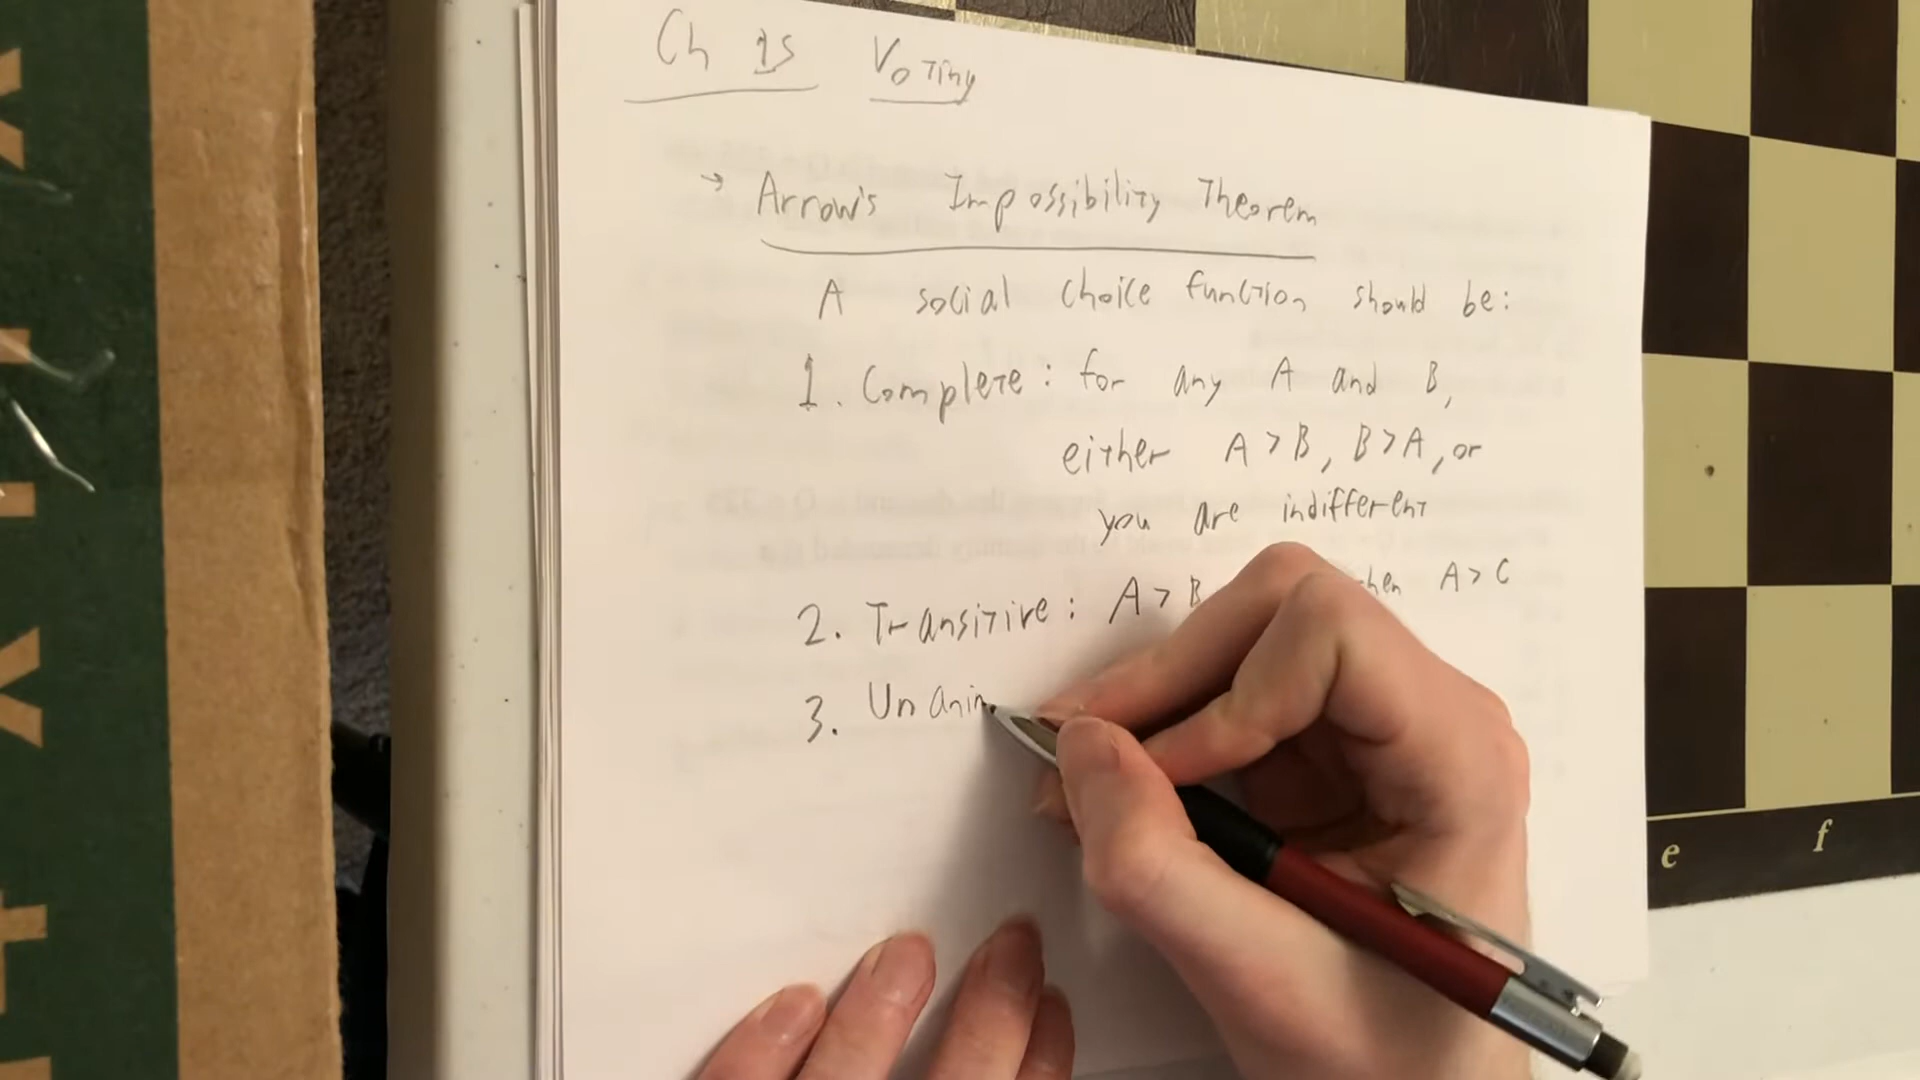 Ch 15 Voting
→ Arrow's Impossibility Theorem
A social choice function should be:
1. Complete: for any A and B,
either A > B, B > A, or
you are indifferent
2. Transitive: A > B then A > C
3. Unanim
e f